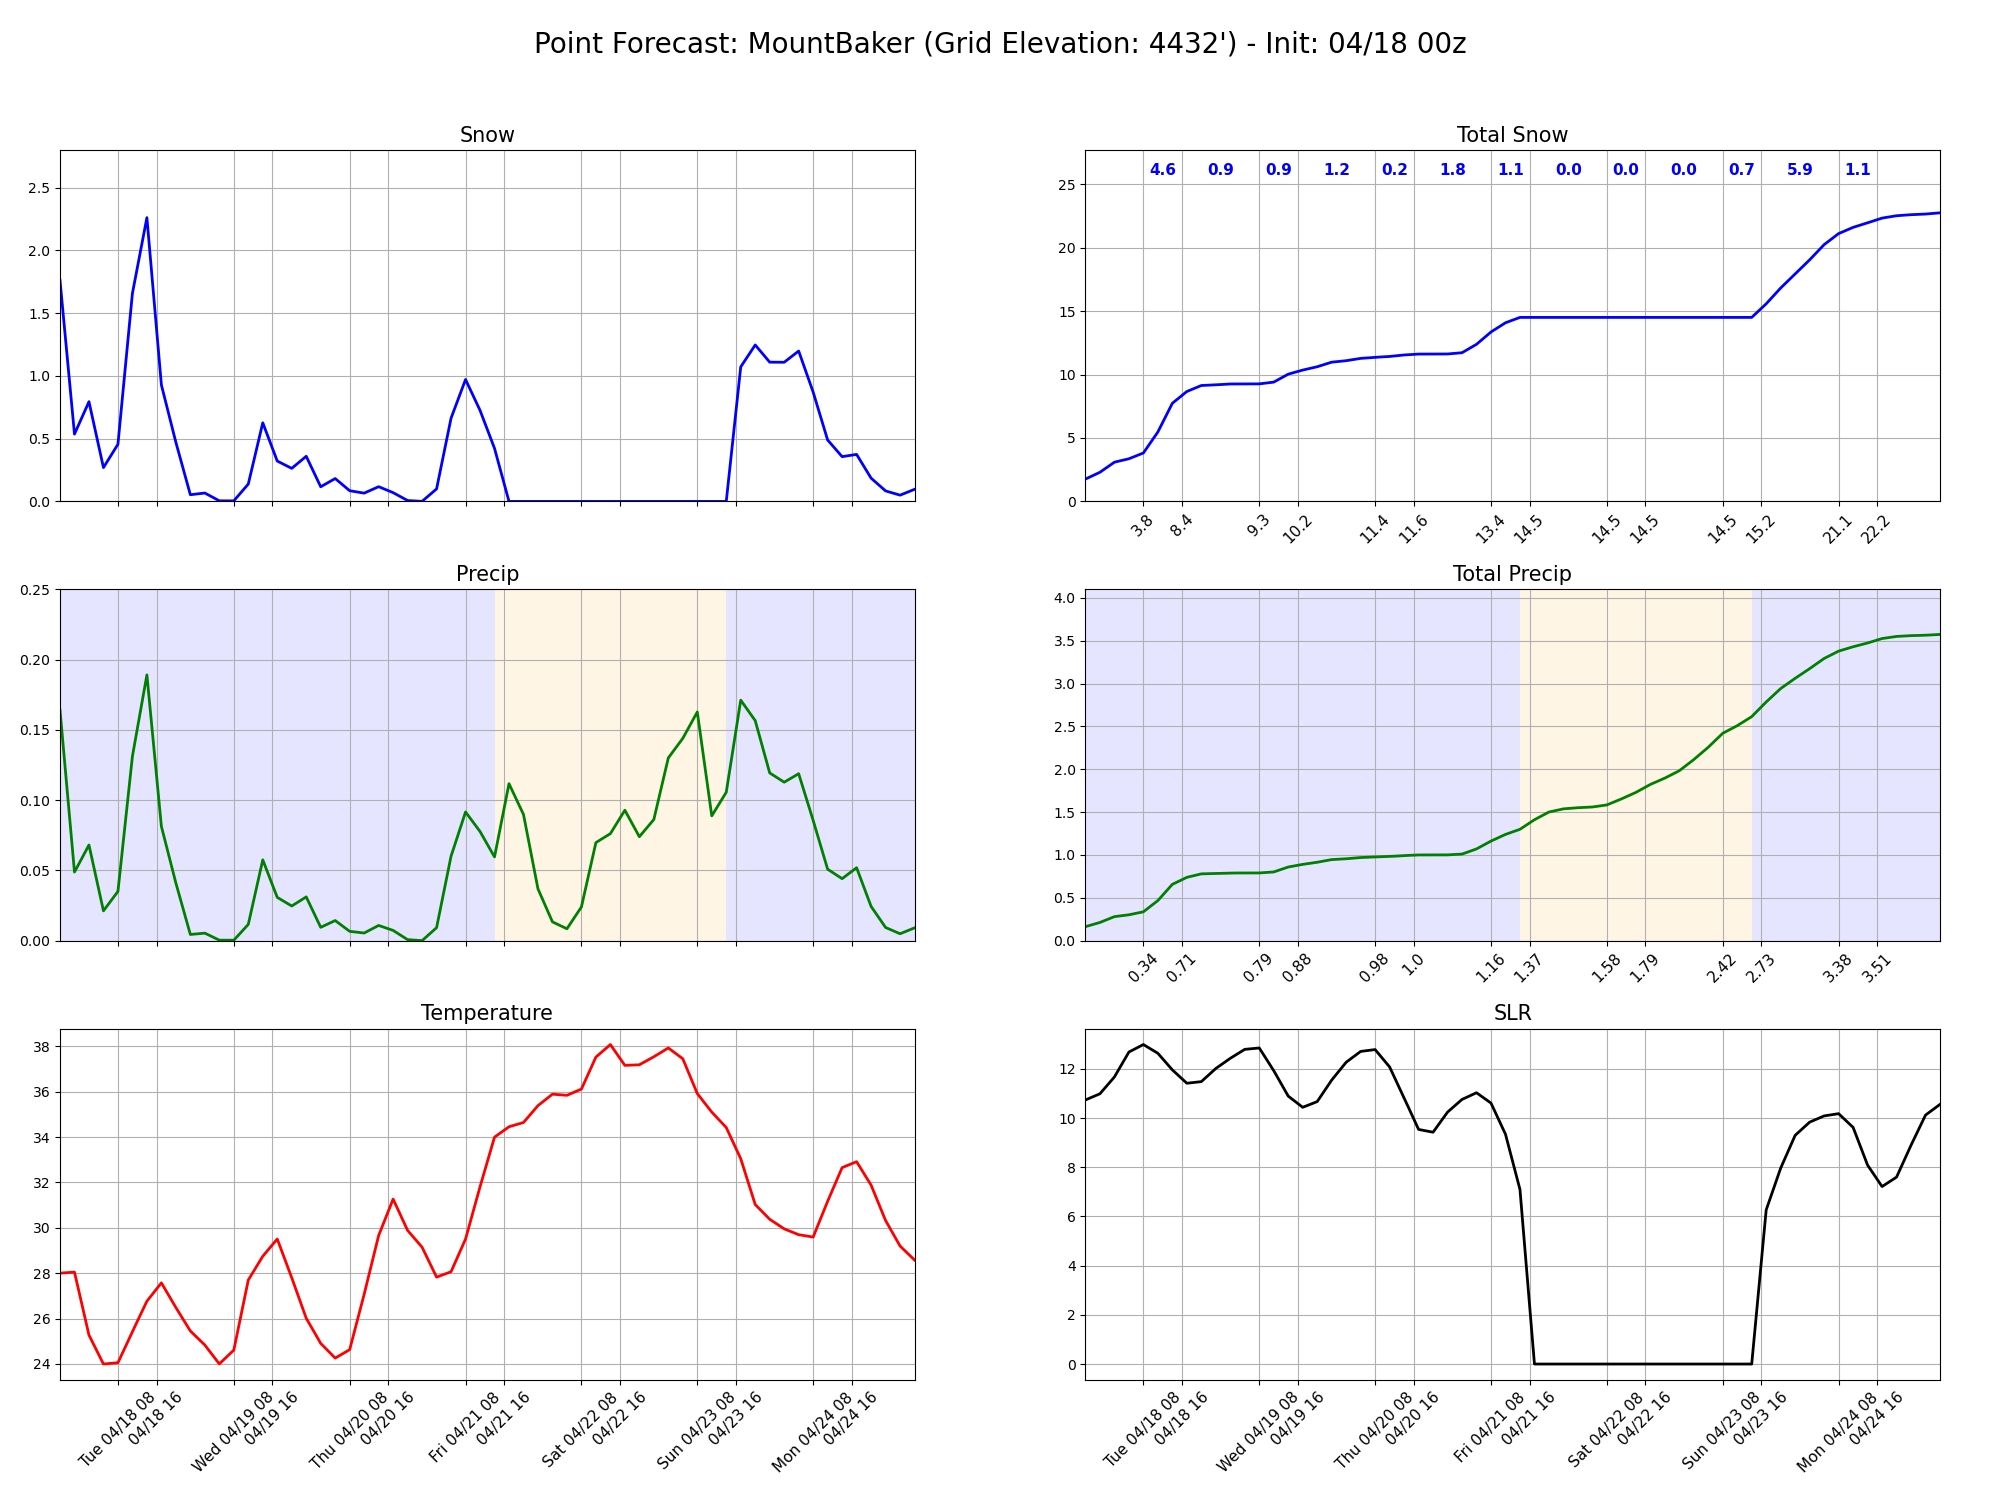 Point Forecast: MountBaker (Grid Elevation: 4432') - Init: 04/18 00z
Snow
2.5
2.0
1.5
1.0
0.5
0.0
Total Snow
4.6 0.9 0.9 1.2 0.2 1.8 1.1 0.0 0.0 0.0 0.7 5.9 1.1
25
20
15
10
5
0
3.8 8.4 9.3 10.2 11.4 11.6 13.4 14.5 14.5 14.5 14.5 15.2 21.1 22.2
Precip
0.25
0.20
0.15
0.10
0.05
0.00
Total Precip
4.0
3.5
3.0
2.5
2.0
1.5
1.0
0.5
0.0
0.34 0.71 0.79 0.88 0.98 1.0 1.16 1.37 1.58 1.79 2.42 2.73 3.38 3.51
Temperature
38
36
34
32
30
28
26
24
Tue 04/18 08
04/18 16
Wed 04/19 08
04/19 16
Thu 04/20 08
04/20 16
Fri 04/21 08
04/21 16
Sat 04/22 08
04/22 16
Sun 04/23 08
04/23 16
Mon 04/24 08
04/24 16
SLR
12
10
8
6
4
2
0
Tue 04/18 08
04/18 16
Wed 04/19 08
04/19 16
Thu 04/20 08
04/20 16
Fri 04/21 08
04/21 16
Sat 04/22 08
04/22 16
Sun 04/23 08
04/23 16
Mon 04/24 08
04/24 16